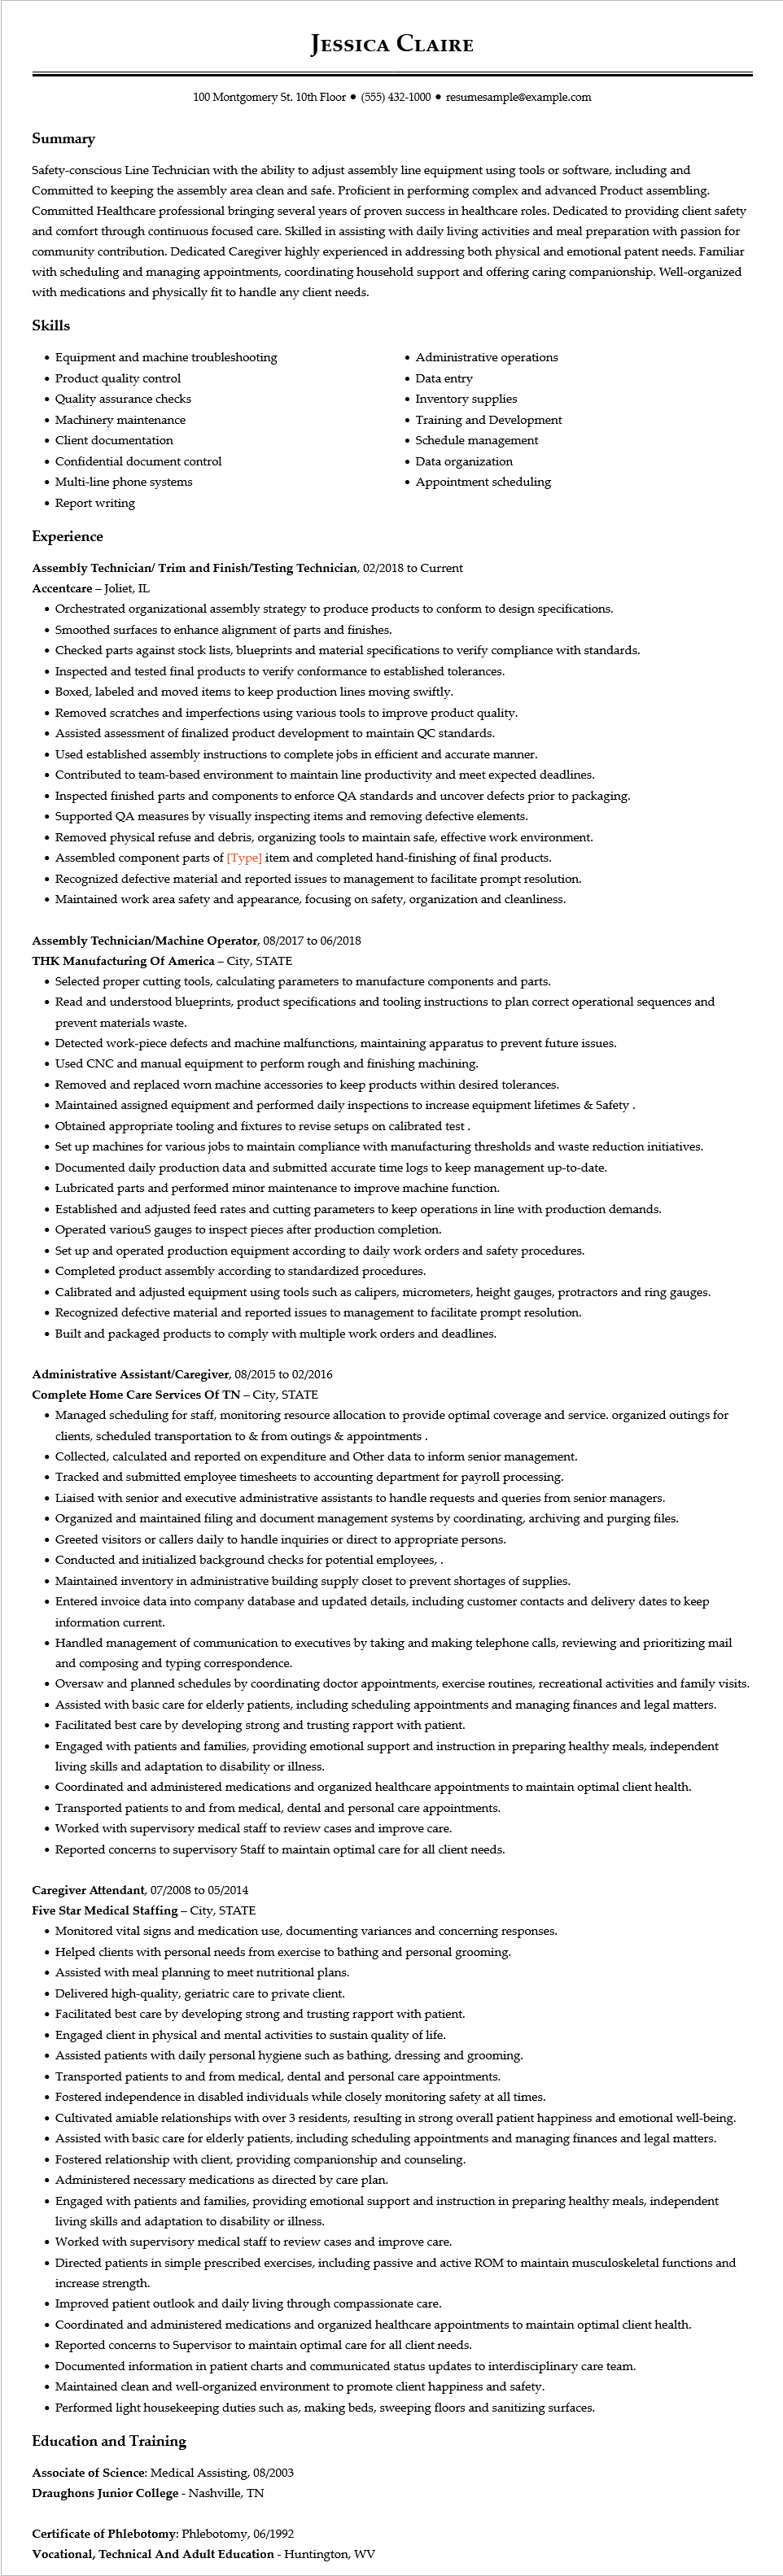 Jessica Claire
100 Montgomery St. 10th Floor • (555) 432-1000 • resumesample@example.com
Summary
Safety-conscious Line Technician with the ability to adjust assembly line equipment using tools or software, including and
Committed to keeping the assembly area clean and safe. Proficient in performing complex and advanced Product assembling.
Committed Healthcare professional bringing several years of proven success in healthcare roles. Dedicated to providing client safety
and comfort through continuous focused care. Skilled in assisting with daily living activities and meal preparation with passion for
community contribution. Dedicated Caregiver highly experienced in addressing both physical and emotional patent needs. Familiar
with scheduling and managing appointments, coordinating household support and offering caring companionship. Well-organized
with medications and physically fit to handle any client needs.
Skills
• Equipment and machine troubleshooting
• Product quality control
• Quality assurance checks
• Machinery maintenance
• Client documentation
• Confidential document control
• Multi-line phone systems
• Report writing
• Administrative operations
• Data entry
• Inventory supplies
• Training and Development
• Schedule management
• Data organization
• Appointment scheduling
Experience
Assembly Technician/ Trim and Finish/Testing Technician, 02/2018 to Current
Accentcare – Joliet, IL
• Orchestrated organizational assembly strategy to produce products to conform to design specifications.
• Smoothed surfaces to enhance alignment of parts and finishes.
• Checked parts against stock lists, blueprints and material specifications to verify compliance with standards.
• Inspected and tested final products to verify conformance to established tolerances.
• Boxed, labeled and moved items to keep production lines moving swiftly.
• Removed scratches and imperfections using various tools to improve product quality.
• Assisted assessment of finalized product development to maintain QC standards.
• Used established assembly instructions to complete jobs in efficient and accurate manner.
• Contributed to team-based environment to maintain line productivity and meet expected deadlines.
• Inspected finished parts and components to enforce QA standards and uncover defects prior to packaging.
• Supported QA measures by visually inspecting items and removing defective elements.
• Removed physical refuse and debris, organizing tools to maintain safe, effective work environment.
• Assembled component parts of [Type] item and completed hand-finishing of final products.
• Recognized defective material and reported issues to management to facilitate prompt resolution.
• Maintained work area safety and appearance, focusing on safety, organization and cleanliness.
Assembly Technician/Machine Operator, 08/2017 to 06/2018
THK Manufacturing Of America – City, STATE
• Selected proper cutting tools, calculating parameters to manufacture components and parts.
• Read and understood blueprints, product specifications and tooling instructions to plan correct operational sequences and
prevent materials waste.
• Detected work-piece defects and machine malfunctions, maintaining apparatus to prevent future issues.
• Used CNC and manual equipment to perform rough and finishing machining.
• Removed and replaced worn machine accessories to keep products within desired tolerances.
• Maintained assigned equipment and performed daily inspections to increase equipment lifetimes & Safety .
• Obtained appropriate tooling and fixtures to revise setups on calibrated test .
• Set up machines for various jobs to maintain compliance with manufacturing thresholds and waste reduction initiatives.
• Documented daily production data and submitted accurate time logs to keep management up-to-date.
• Lubricated parts and performed minor maintenance to improve machine function.
• Established and adjusted feed rates and cutting parameters to keep operations in line with production demands.
• Operated variouS gauges to inspect pieces after production completion.
• Set up and operated production equipment according to daily work orders and safety procedures.
• Completed product assembly according to standardized procedures.
• Calibrated and adjusted equipment using tools such as calipers, micrometers, height gauges, protractors and ring gauges.
• Recognized defective material and reported issues to management to facilitate prompt resolution.
• Built and packaged products to comply with multiple work orders and deadlines.
Administrative Assistant/Caregiver, 08/2015 to 02/2016
Complete Home Care Services Of TN – City, STATE
• Managed scheduling for staff, monitoring resource allocation to provide optimal coverage and service. organized outings for
clients, scheduled transportation to & from outings & appointments .
• Collected, calculated and reported on expenditure and Other data to inform senior management.
• Tracked and submitted employee timesheets to accounting department for payroll processing.
• Liaised with senior and executive administrative assistants to handle requests and queries from senior managers.
• Organized and maintained filing and document management systems by coordinating, archiving and purging files.
• Greeted visitors or callers daily to handle inquiries or direct to appropriate persons.
• Conducted and initialized background checks for potential employees, .
• Maintained inventory in administrative building supply closet to prevent shortages of supplies.
• Entered invoice data into company database and updated details, including customer contacts and delivery dates to keep
information current.
• Handled management of communication to executives by taking and making telephone calls, reviewing and prioritizing mail
and composing and typing correspondence.
• Oversaw and planned schedules by coordinating doctor appointments, exercise routines, recreational activities and family visits.
• Assisted with basic care for elderly patients, including scheduling appointments and managing finances and legal matters.
• Facilitated best care by developing strong and trusting rapport with patient.
• Engaged with patients and families, providing emotional support and instruction in preparing healthy meals, independent
living skills and adaptation to disability or illness.
• Coordinated and administered medications and organized healthcare appointments to maintain optimal client health.
• Transported patients to and from medical, dental and personal care appointments.
• Worked with supervisory medical staff to review cases and improve care.
• Reported concerns to supervisory Staff to maintain optimal care for all client needs.
Caregiver Attendant, 07/2008 to 05/2014
Five Star Medical Staffing – City, STATE
• Monitored vital signs and medication use, documenting variances and concerning responses.
• Helped clients with personal needs from exercise to bathing and personal grooming.
• Assisted with meal planning to meet nutritional plans.
• Delivered high-quality, geriatric care to private client.
• Facilitated best care by developing strong and trusting rapport with patient.
• Engaged client in physical and mental activities to sustain quality of life.
• Assisted patients with daily personal hygiene such as bathing, dressing and grooming.
• Transported patients to and from medical, dental and personal care appointments.
• Fostered independence in disabled individuals while closely monitoring safety at all times.
• Cultivated amiable relationships with over 3 residents, resulting in strong overall patient happiness and emotional well-being.
• Assisted with basic care for elderly patients, including scheduling appointments and managing finances and legal matters.
• Fostered relationship with client, providing companionship and counseling.
• Administered necessary medications as directed by care plan.
• Engaged with patients and families, providing emotional support and instruction in preparing healthy meals, independent
living skills and adaptation to disability or illness.
• Worked with supervisory medical staff to review cases and improve care.
• Directed patients in simple prescribed exercises, including passive and active ROM to maintain musculoskeletal functions and
increase strength.
• Improved patient outlook and daily living through compassionate care.
• Coordinated and administered medications and organized healthcare appointments to maintain optimal client health.
• Reported concerns to Supervisor to maintain optimal care for all client needs.
• Documented information in patient charts and communicated status updates to interdisciplinary care team.
• Maintained clean and well-organized environment to promote client happiness and safety.
• Performed light housekeeping duties such as, making beds, sweeping floors and sanitizing surfaces.
Education and Training
Associate of Science: Medical Assisting, 08/2003
Draughons Junior College - Nashville, TN
Certificate of Phlebotomy: Phlebotomy, 06/1992
Vocational, Technical And Adult Education - Huntington, WV